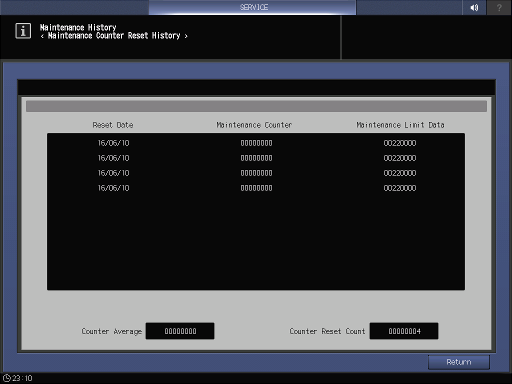 SERVICE
?
i
Maintenance History
< Maintenance Counter Reset History >
Reset Date Maintenance Counter Maintenance Limit Data
16/06/10 00000000 00220000
16/06/10 00000000 00220000
16/06/10 00000000 00220000
16/06/10 00000000 00220000
Counter Average 00000000 Counter Reset Count 00000004
Return
23:10